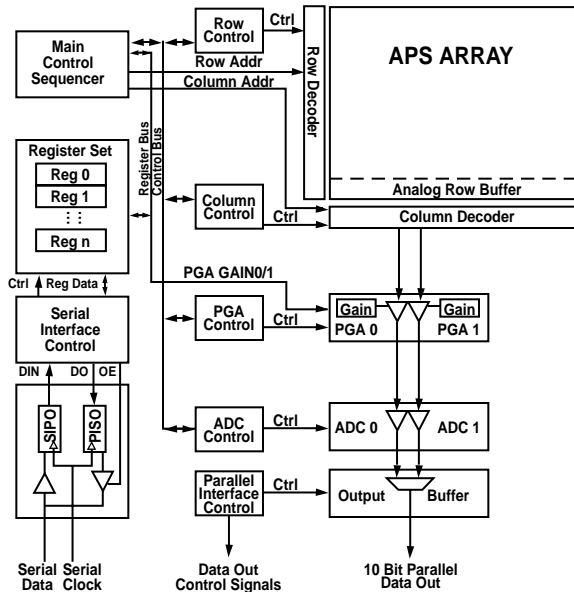 Main
Control
Sequencer
Row
Control
Ctrl
Row Addr
Column Addr
Row Decoder
APS ARRAY
Analog Row Buffer
Register Bus
Control Bus
Register Set
Reg 0
Reg 1
Reg n
Column
Control
Ctrl
Column Decoder
Ctrl
Reg Data
PGA GAIN0/1
Serial
Interface
Control
PGA
Control
Ctrl
Gain
Gain
PGA 0
PGA 1
DIN
DO
OE
SIPO
PISO
ADC
Control
Ctrl
ADC 0
ADC 1
Parallel
Interface
Control
Ctrl
Output
Buffer
Serial
Data
Serial
Clock
Data Out
Control Signals
10 Bit Parallel
Data Out